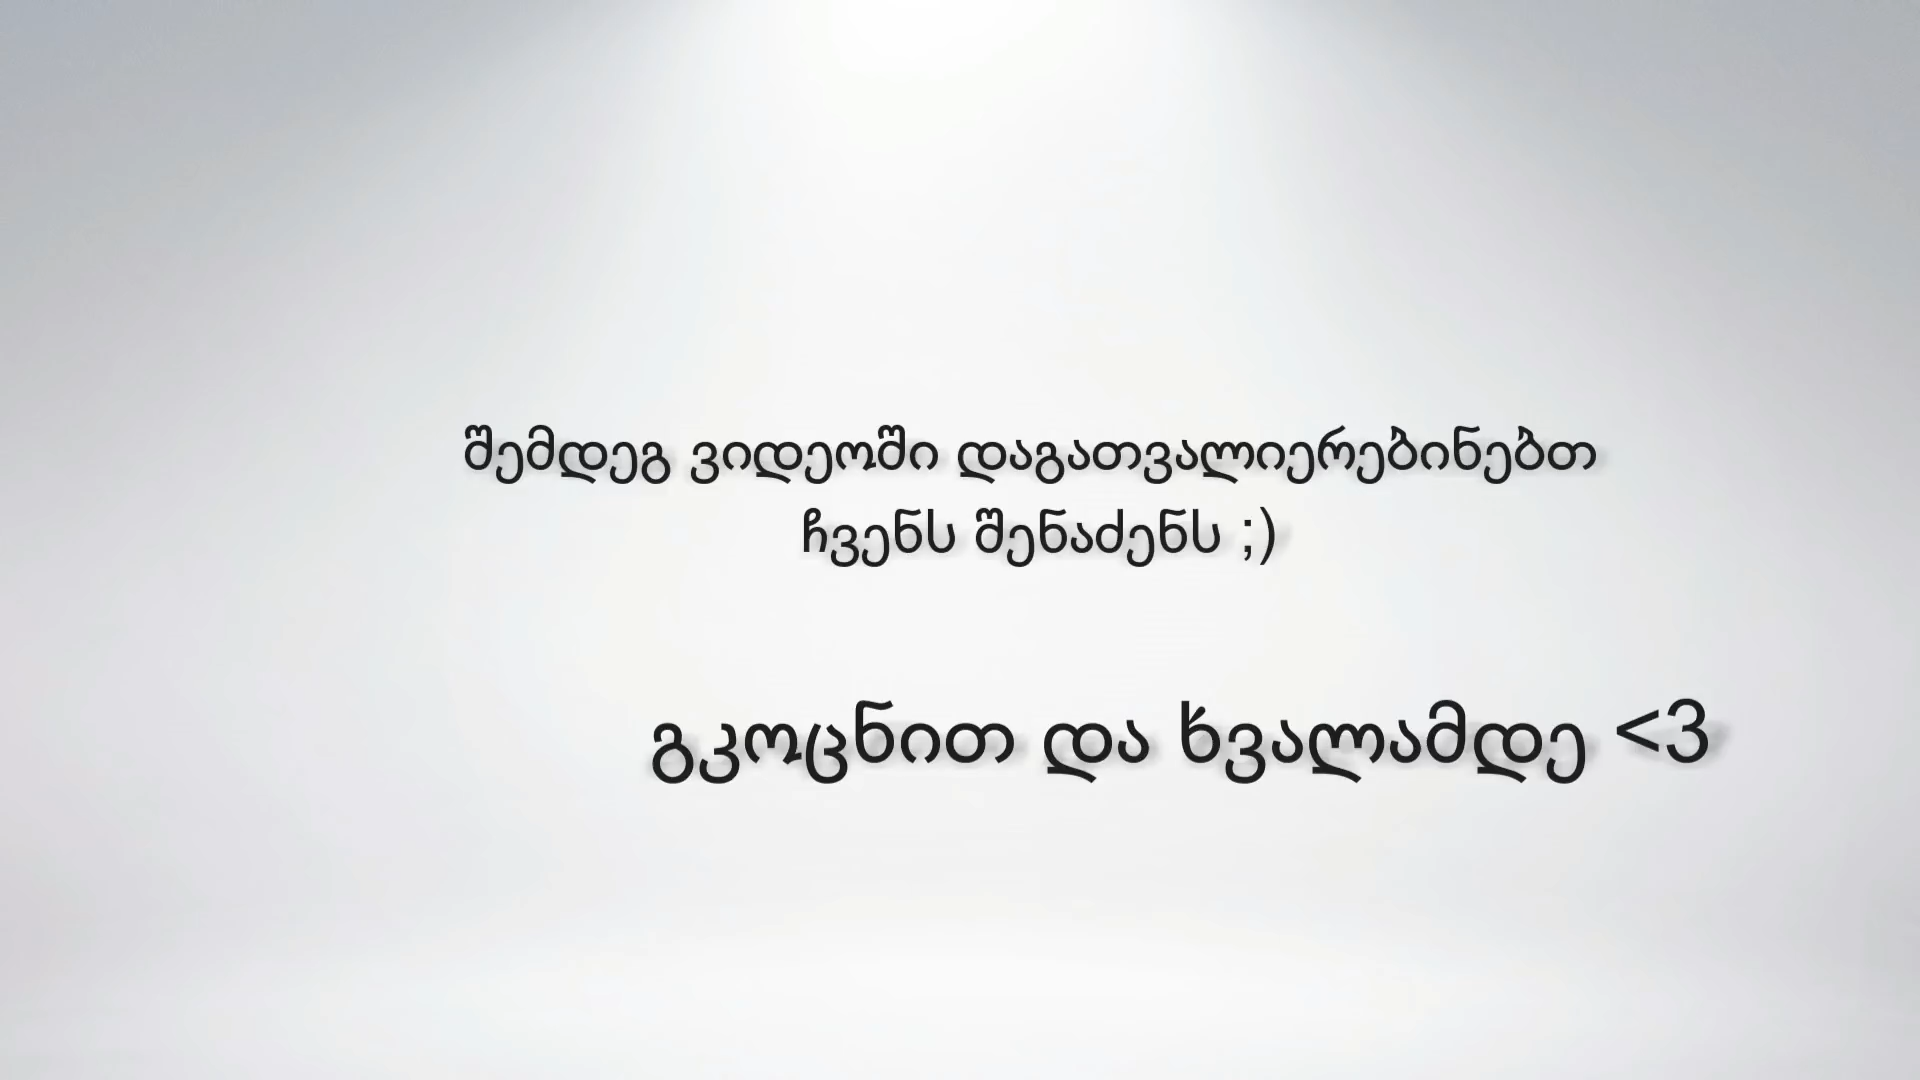 შემდეგ ვიდეოში დაგათვალიერებინებთ
ჩვენს შენაძენს ;)
გკოცნით და ხვალამდე <3